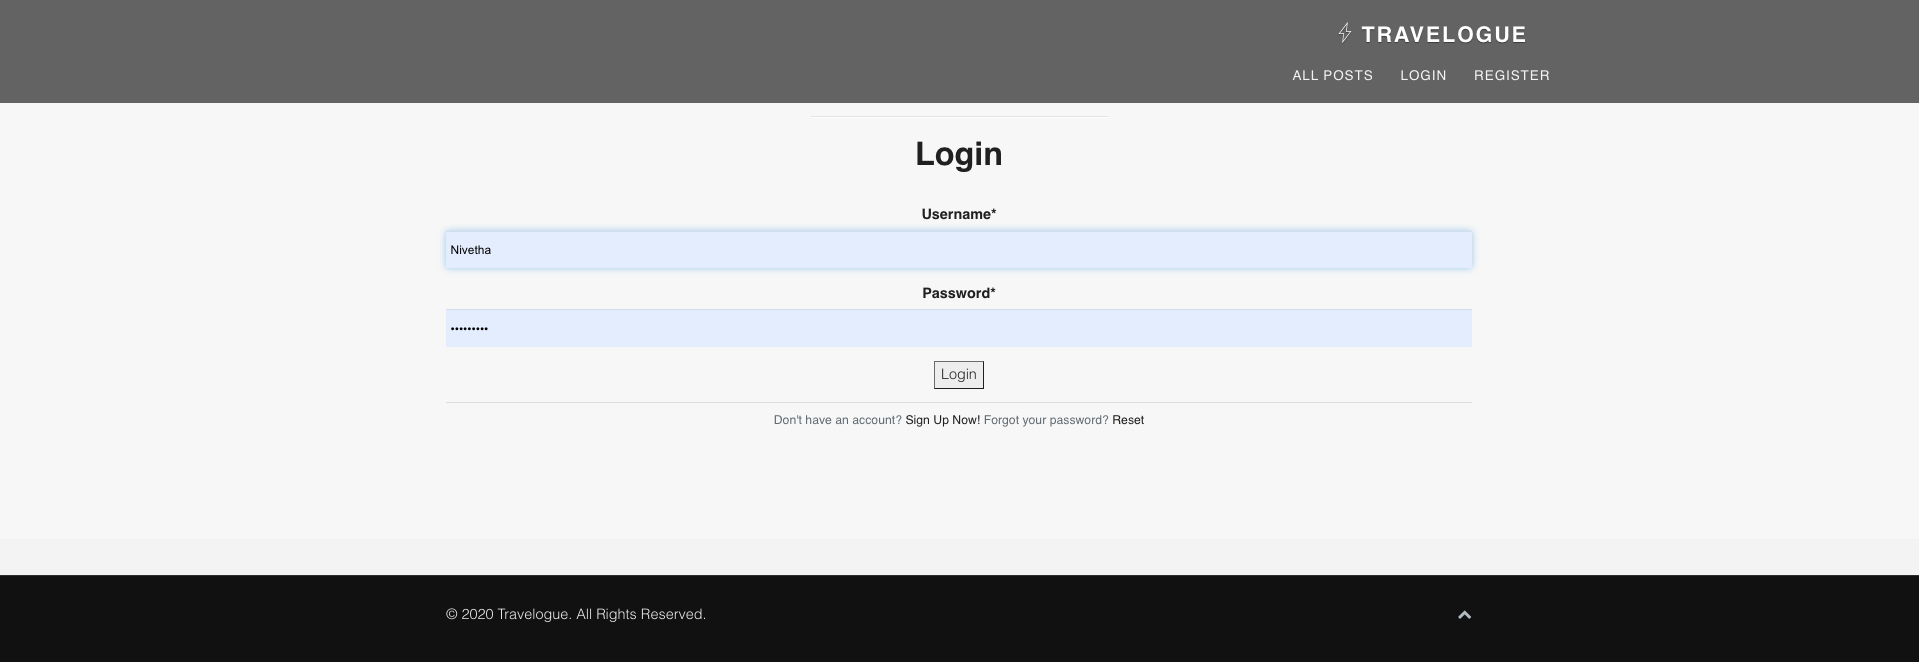 TRAVELOGUE
ALL POSTS LOGIN REGISTER
Login
Username*
Nivetha
Password*
•••••••••
Login
Don't have an account? Sign Up Now! Forgot your password? Reset
© 2020 Travelogue. All Rights Reserved.